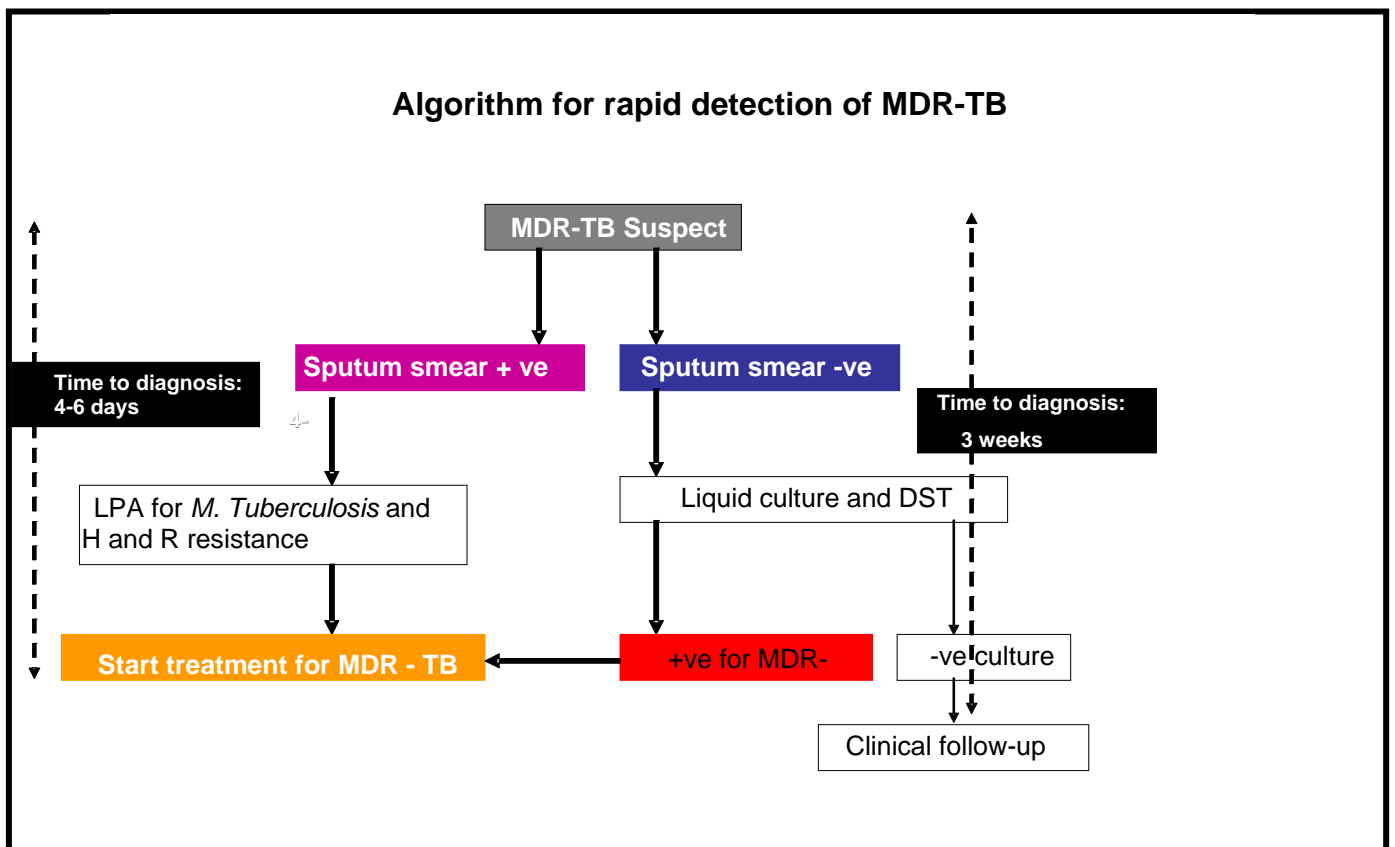 Algorithm for rapid detection of MDR-TB
MDR-TB Suspect
Sputum smear + ve
Sputum smear -ve
Time to diagnosis:
4-6 days
Time to diagnosis:
3 weeks
4-
LPA for M. Tuberculosis and
H and R resistance
Liquid culture and DST
Start treatment for MDR - TB
+ve for MDR-
-ve culture
Clinical follow-up